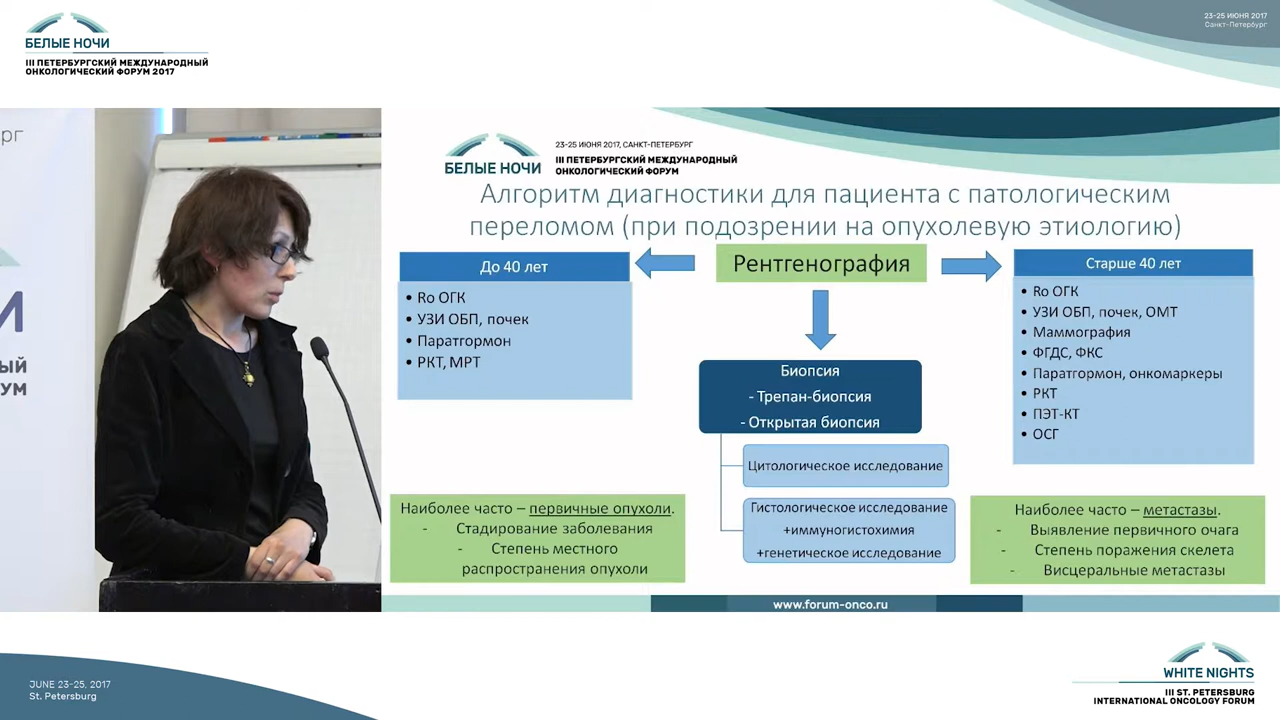 БЕЛЫЕ НОЧИ
III ПЕТЕРБУРГСКИЙ МЕЖДУНАРОДНЫЙ
ОНКОЛОГИЧЕСКИЙ ФОРУМ 2017
23-25 ИЮНЯ 2017
Санкт-Петербург
рг
И
ЫЙ
УМ
БЕЛЫЕ НОЧИ
23-25 ИЮНЯ 2017, САНКТ-ПЕТЕРБУРГ
III ПЕТЕРБУРГСКИЙ МЕЖДУНАРОДНЫЙ
ОНКОЛОГИЧЕСКИЙ ФОРУМ
Алгоритм диагностики для пациента с патологическим
переломом (при подозрении на опухолевую этиологию)
До 40 лет
• Ro ОГК
• УЗИ ОБП, почек
• Паратгормон
• РКТ, МРТ
Рентгенография
Биопсия
- Трепан-биопсия
- Открытая биопсия
Цитологическое исследование
Гистологическое исследование
+иммуногистохимия
+генетическое исследование
Старше 40 лет
• Ro ОГК
• УЗИ ОБП, почек, ОМТ
• Маммография
• ФГДС, ФКС
• Паратгормон, онкомаркеры
• РКТ
• ПЭТ-КТ
• ОСГ
Наиболее часто – первичные опухоли.
- Стадирование заболевания
- Степень местного
распространения опухоли
Наиболее часто – метастазы.
- Выявление первичного очага
- Степень поражения скелета
- Висцеральные метастазы
www.forum-onco.ru
JUNE 23-25, 2017
St. Petersburg
WHITE NIGHTS
III ST. PETERSBURG
INTERNATIONAL ONCOLOGY FORUM